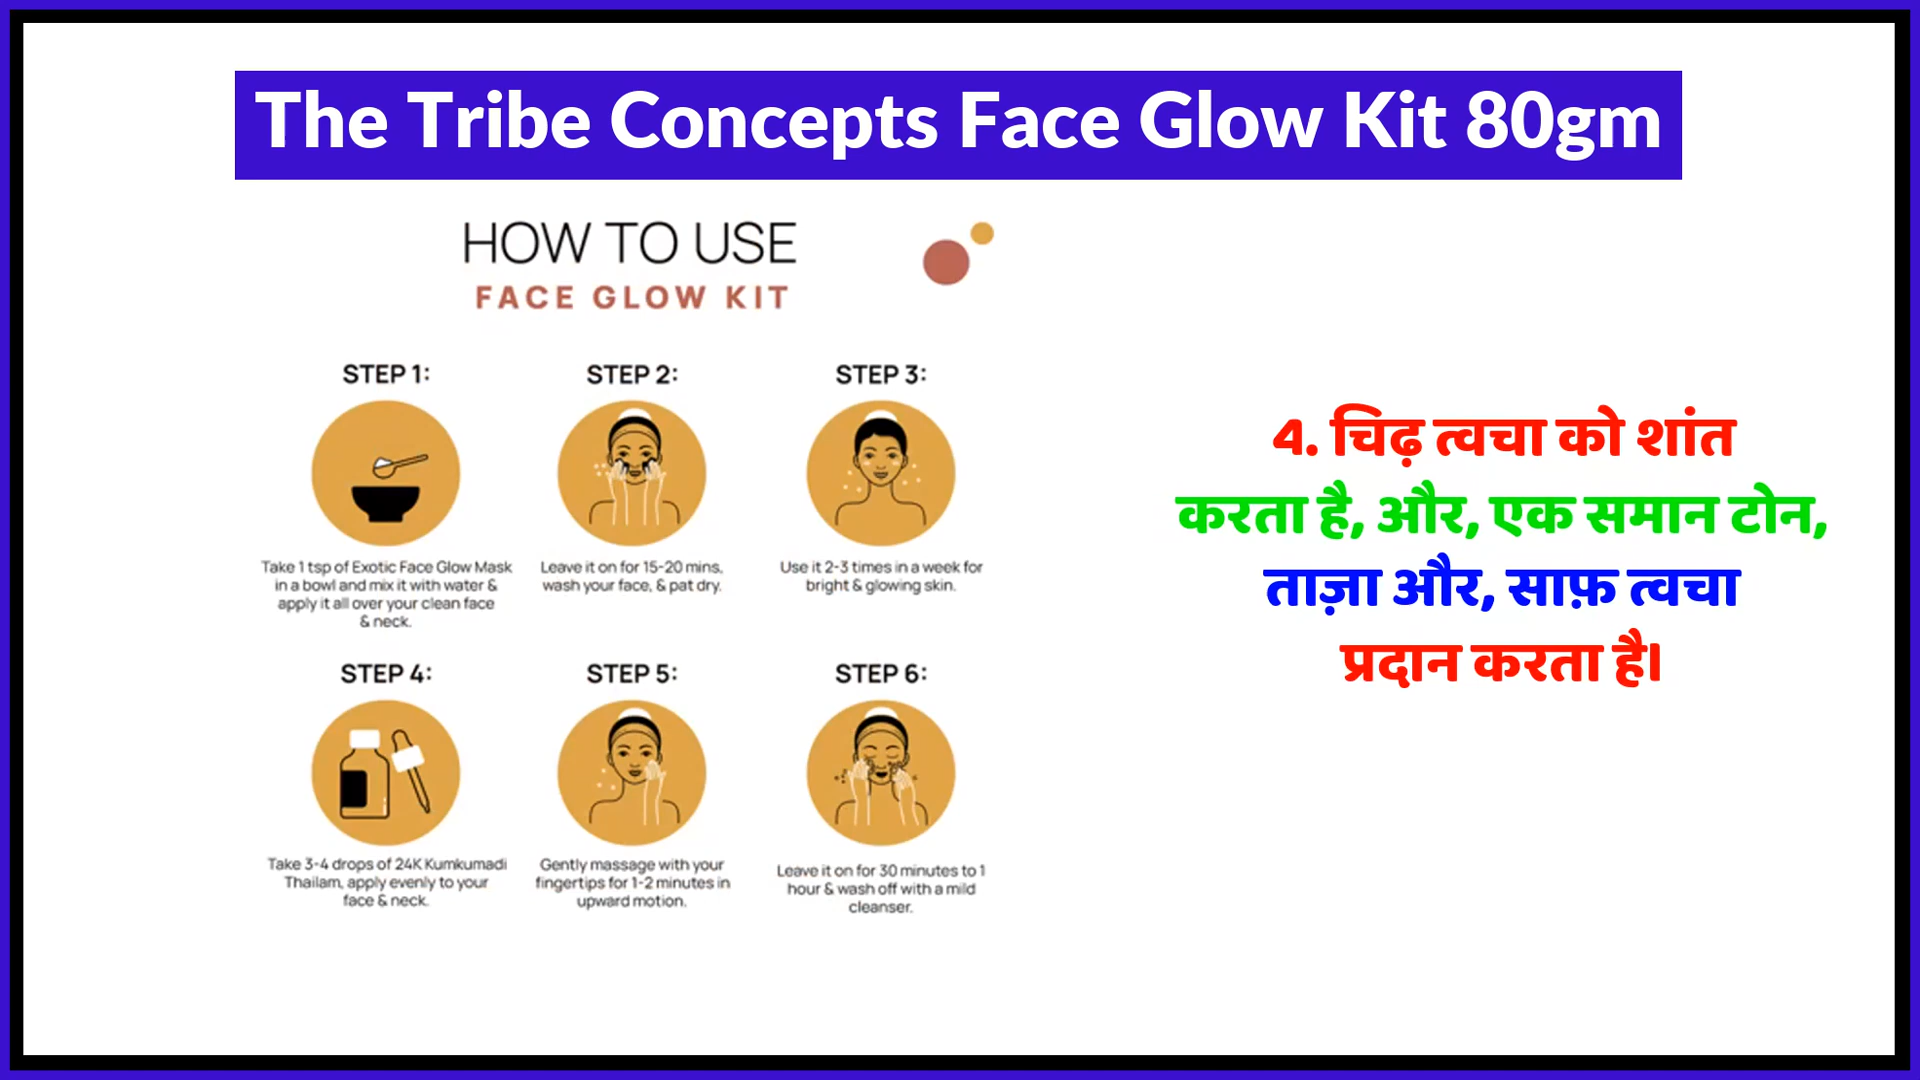 The Tribe Concepts Face Glow Kit 80gm
HOW TO USE
FACE GLOW KIT
STEP 1:
Take 1 tsp of Exotic Face Glow Mask
in a bowl and mix it with water &
apply it all over your clean face
& neck.
STEP 2:
Leave it on for 15-20 mins,
wash your face, & pat dry.
STEP 3:
Use it 2-3 times in a week for
bright & glowing skin.
STEP 4:
Take 3-4 drops of 24K Kumkumadi
Thailam, apply evenly to your
face & neck.
STEP 5:
Gently massage with your
fingertips for 1-2 minutes in
upward motion.
STEP 6:
Leave it on for 30 minutes to 1
hour & wash off with a mild
cleanser.
4. चिढ़ त्वचा को शांत
करता है, और, एक समान टोन,
ताज़ा और, साफ़ त्वचा
प्रदान करता है।